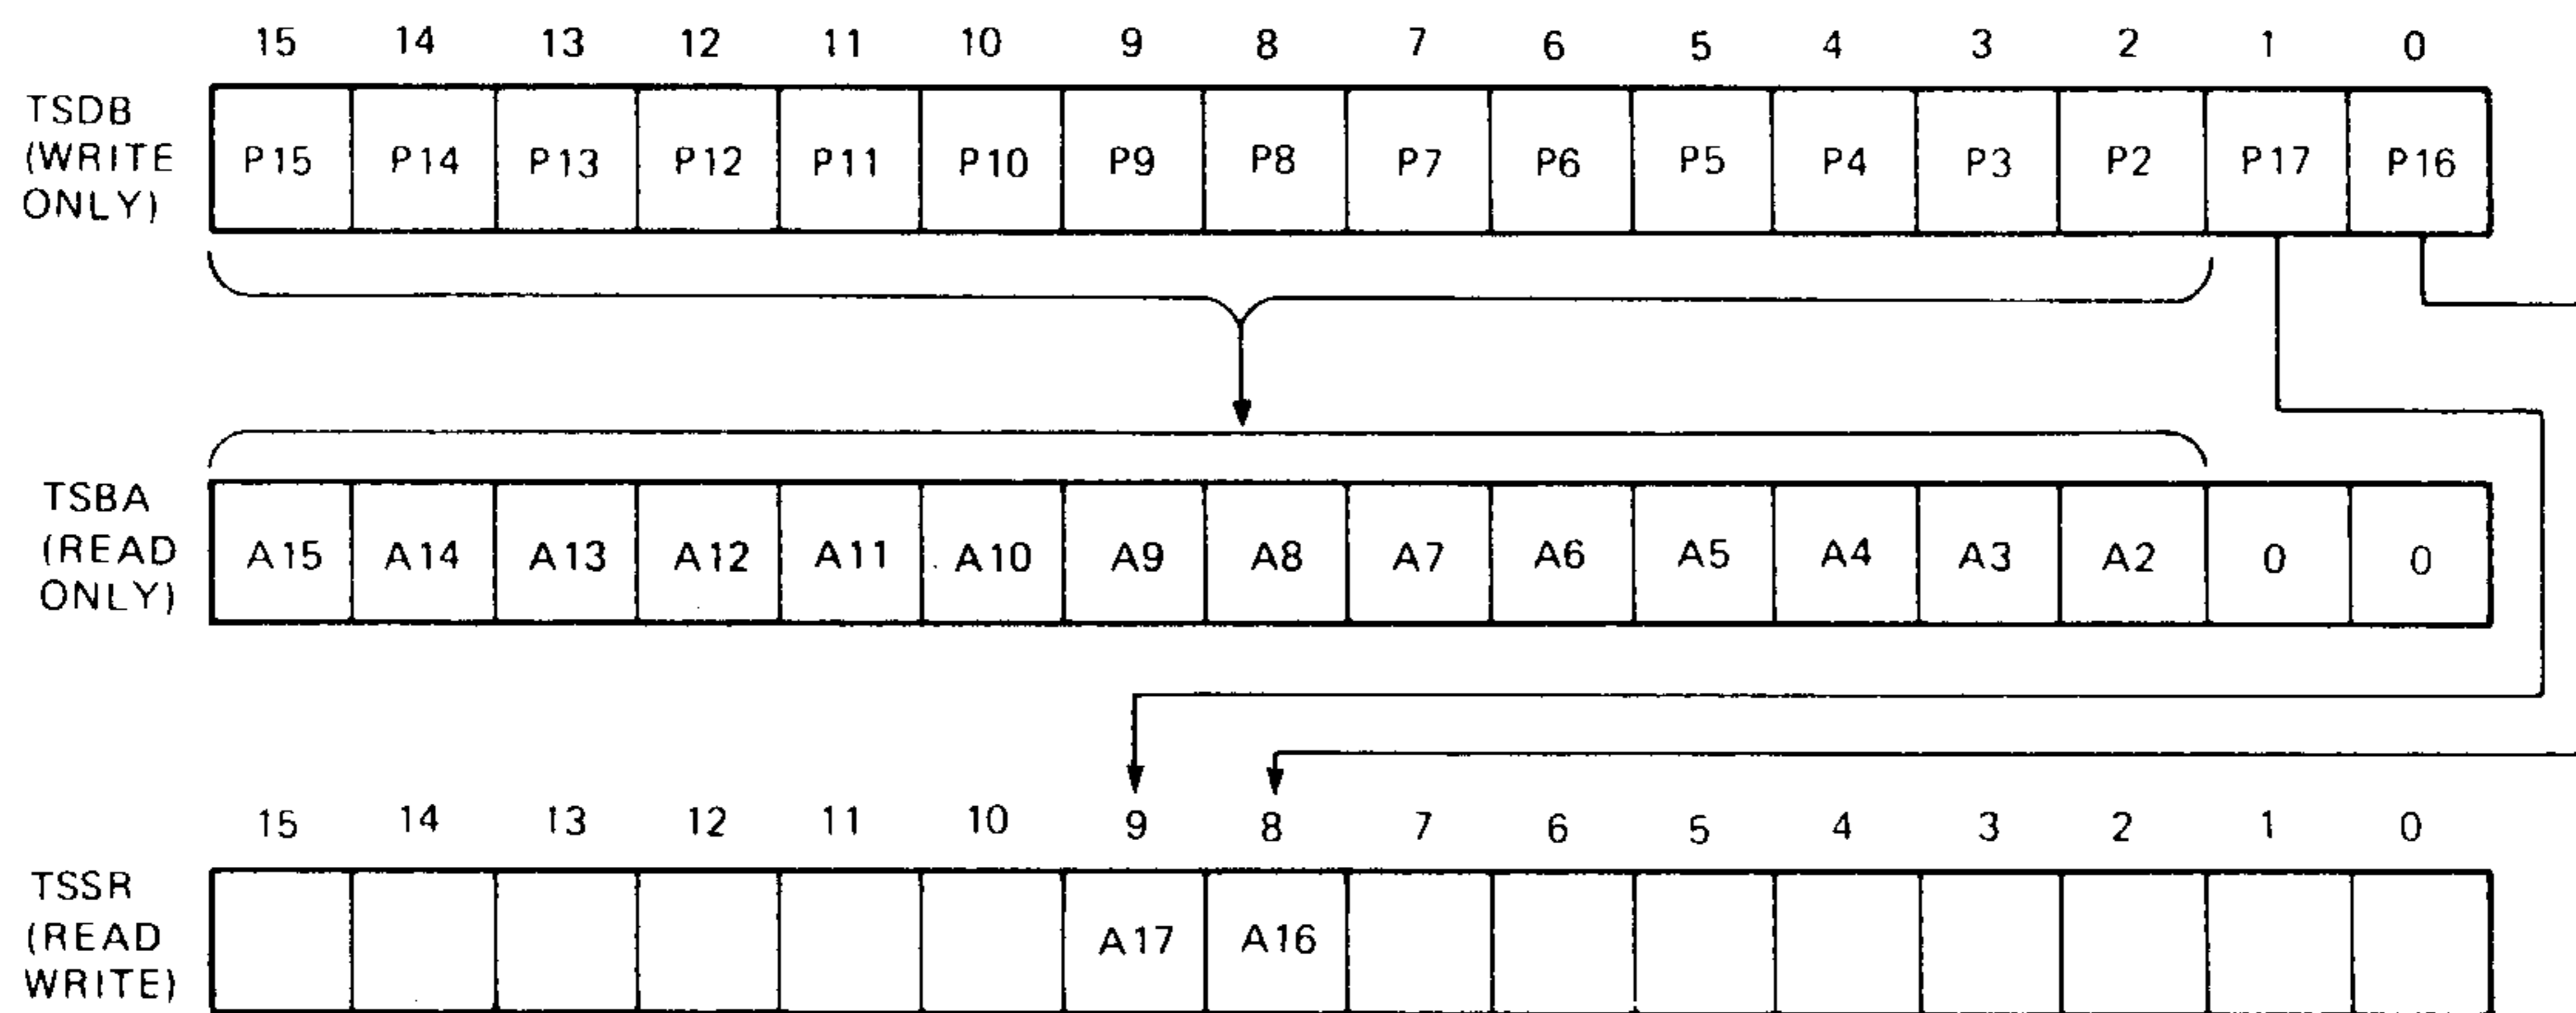 15 14 13 12 11 10 9 8 7 6 5 4 3 2 1 0
TSDB
(WRITE
ONLY)
P15 P14 P13 P12 P11 P10 P9 P8 P7 P6 P5 P4 P3 P2 P17 P16
TSBA
(READ
ONLY)
A15 A14 A13 A12 A11 A10 A9 A8 A7 A6 A5 A4 A3 A2 0 0
15 14 13 12 11 10 9 8 7 6 5 4 3 2 1 0
TSSR
(READ
WRITE)
A17 A16